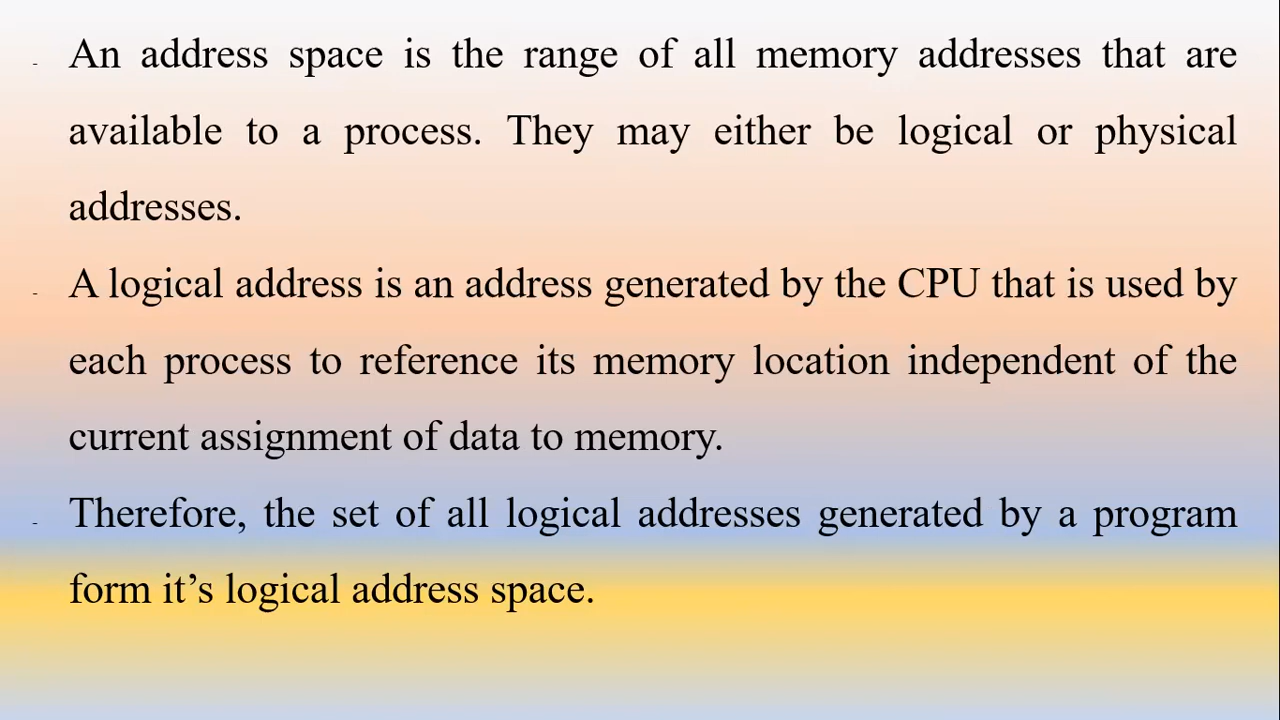 - An address space is the range of all memory addresses that are
available to a process. They may either be logical or physical
addresses.
- A logical address is an address generated by the CPU that is used by
each process to reference its memory location independent of the
current assignment of data to memory.
- Therefore, the set of all logical addresses generated by a program
form it’s logical address space.